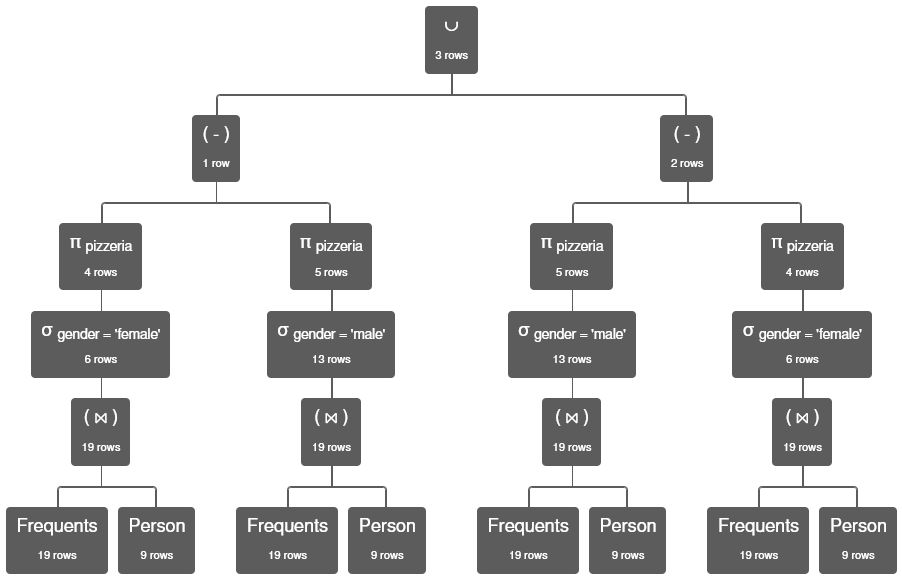 ∪
3 rows
( - )
1 row
( - )
2 rows
π pizzeria
4 rows
π pizzeria
5 rows
π pizzeria
5 rows
π pizzeria
4 rows
σ gender = 'female'
6 rows
σ gender = 'male'
13 rows
σ gender = 'male'
13 rows
σ gender = 'female'
6 rows
( ⋈ )
19 rows
( ⋈ )
19 rows
( ⋈ )
19 rows
( ⋈ )
19 rows
Frequents
19 rows
Person
9 rows
Frequents
19 rows
Person
9 rows
Frequents
19 rows
Person
9 rows
Frequents
19 rows
Person
9 rows